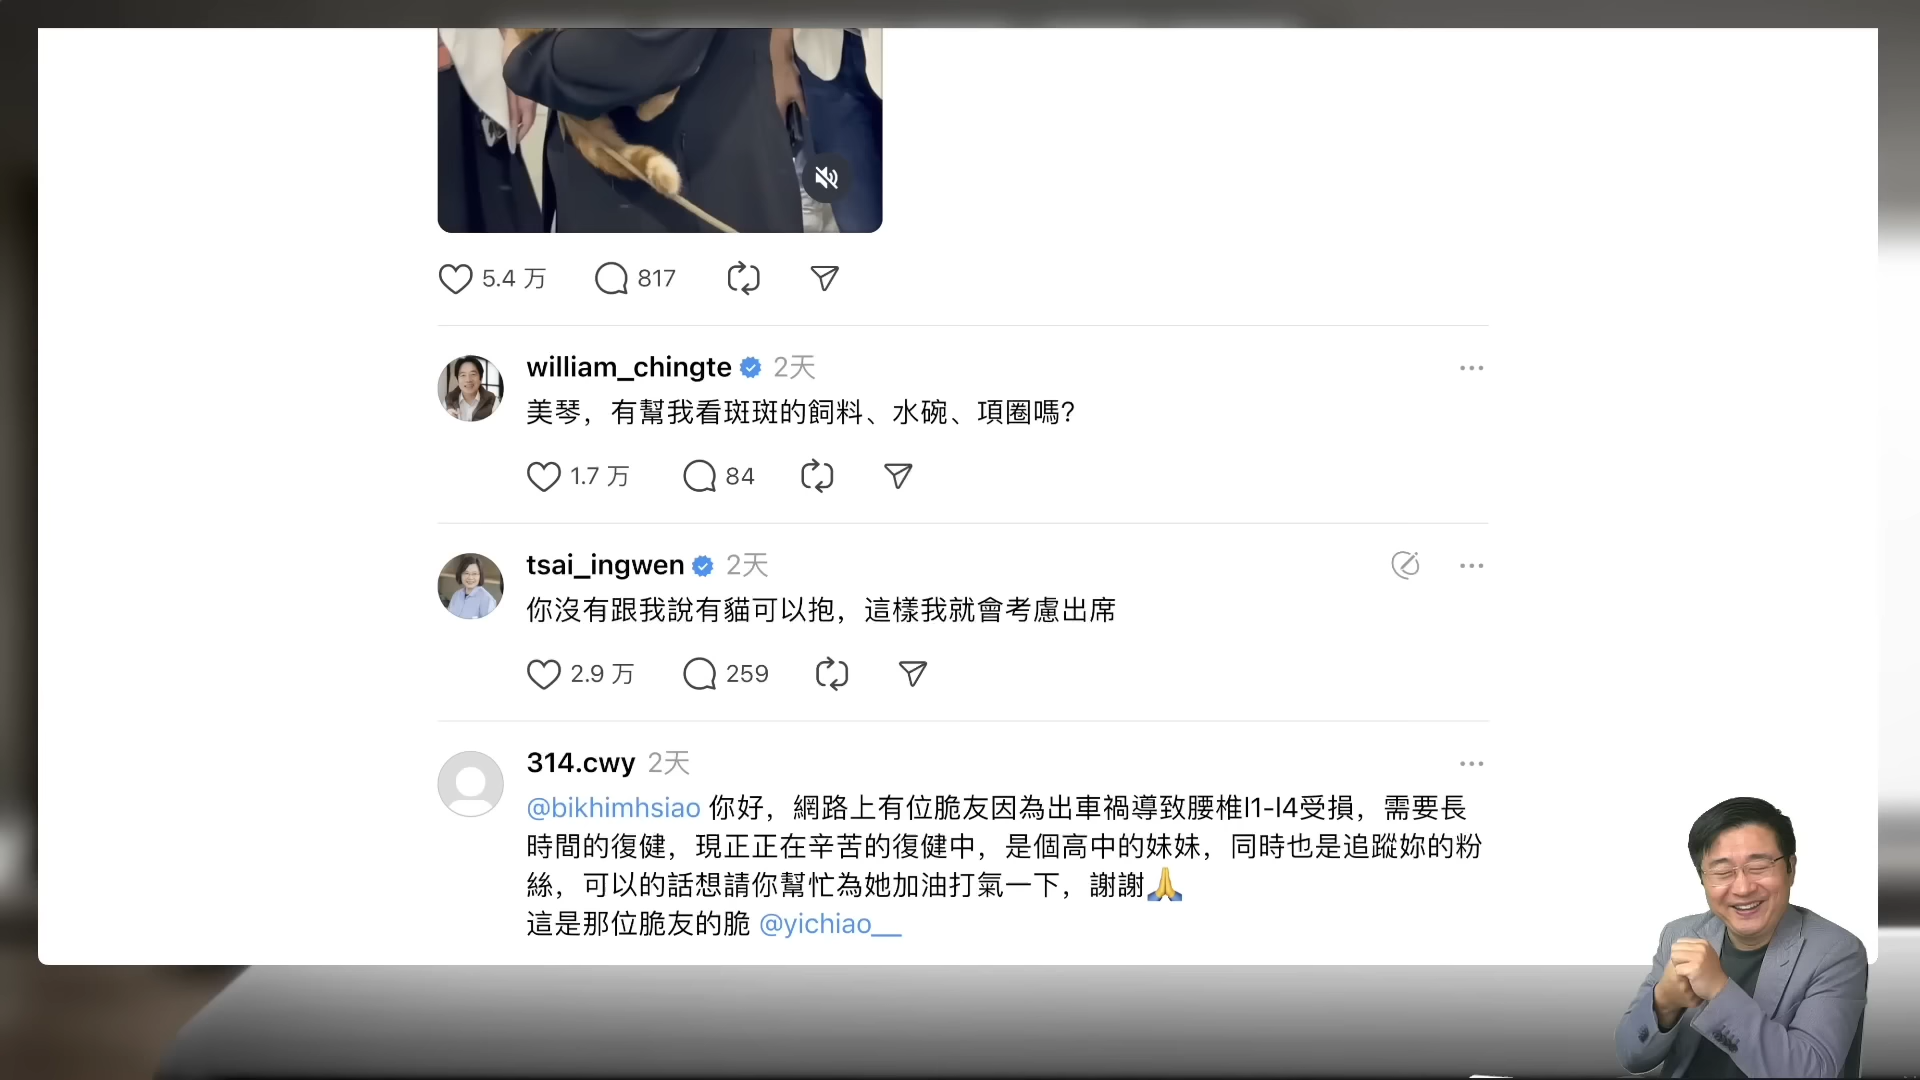 5.4 万 817
william_chingte 2天
美琴，有幫我看斑斑的飼料、水碗、項圈嗎?
1.7 万 84
tsai_ingwen 2天
你沒有跟我說有貓可以抱，這樣我就會考慮出席
2.9 万 259
314.cwy 2天
@bikhimhsiao 你好，網路上有位脆友因為出車禍導致腰椎l1-l4受損，需要長
時間的復健，現正正在辛苦的復健中，是個高中的妹妹，同時也是追蹤妳的粉
絲，可以的話想請你幫忙為她加油打氣一下，謝謝🙏
這是那位脆友的脆 @yichiao__